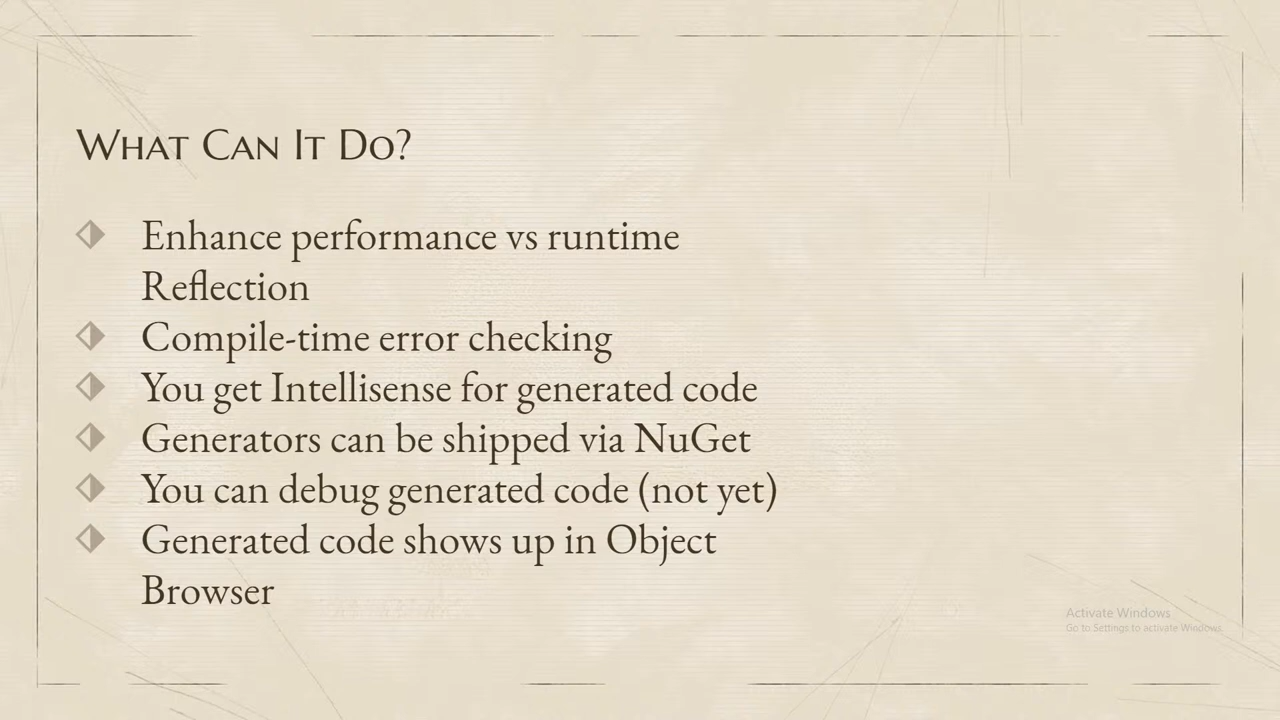 What Can It Do?
Enhance performance vs runtime
Reflection
Compile-time error checking
You get Intellisense for generated code
Generators can be shipped via NuGet
You can debug generated code (not yet)
Generated code shows up in Object
Browser
Activate Windows
Go to Settings to activate Windows.